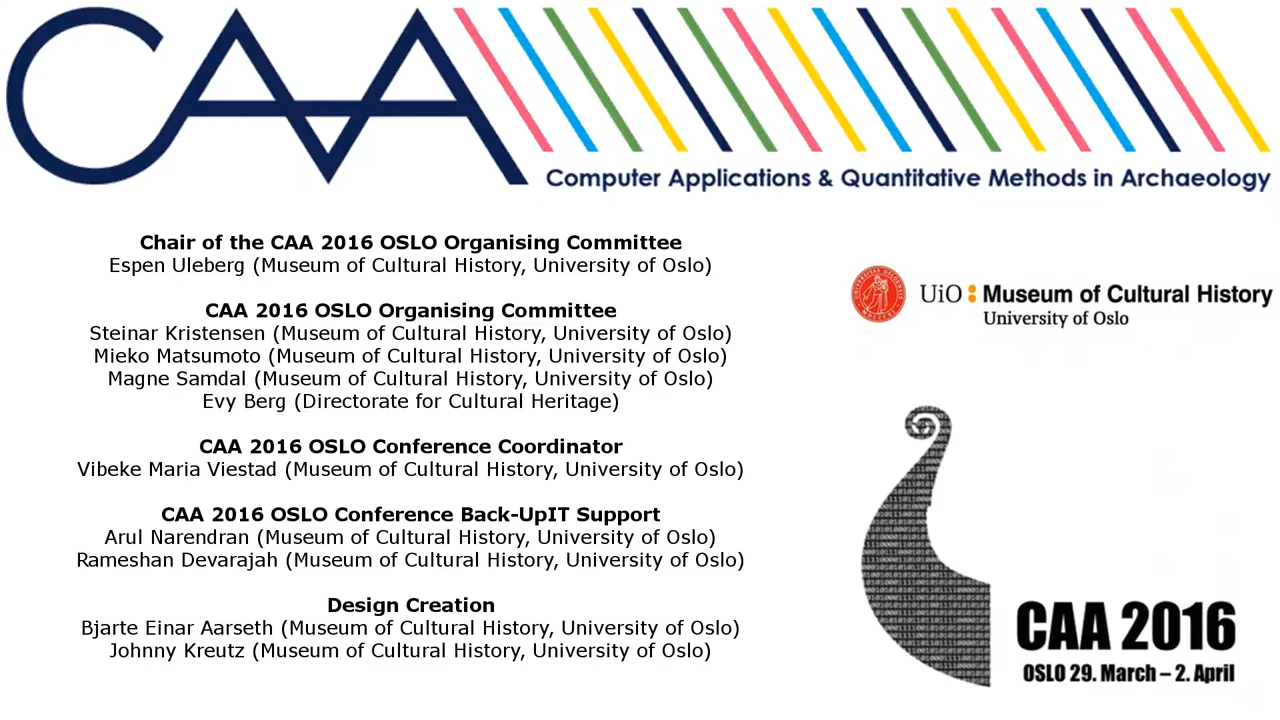 CAA
Computer Applications & Quantitative Methods in Archaeology
Chair of the CAA 2016 OSLO Organising Committee
Espen Uleberg (Museum of Cultural History, University of Oslo)
CAA 2016 OSLO Organising Committee
Steinar Kristensen (Museum of Cultural History, University of Oslo)
Mieko Matsumoto (Museum of Cultural History, University of Oslo)
Magne Samdal (Museum of Cultural History, University of Oslo)
Evy Berg (Directorate for Cultural Heritage)
CAA 2016 OSLO Conference Coordinator
Vibeke Maria Viestad (Museum of Cultural History, University of Oslo)
CAA 2016 OSLO Conference Back-UpIT Support
Arul Narendran (Museum of Cultural History, University of Oslo)
Rameshan Devarajah (Museum of Cultural History, University of Oslo)
Design Creation
Bjarte Einar Aarseth (Museum of Cultural History, University of Oslo)
Johnny Kreutz (Museum of Cultural History, University of Oslo)
UiO : Museum of Cultural History
University of Oslo
CAA 2016
OSLO 29. March – 2. April